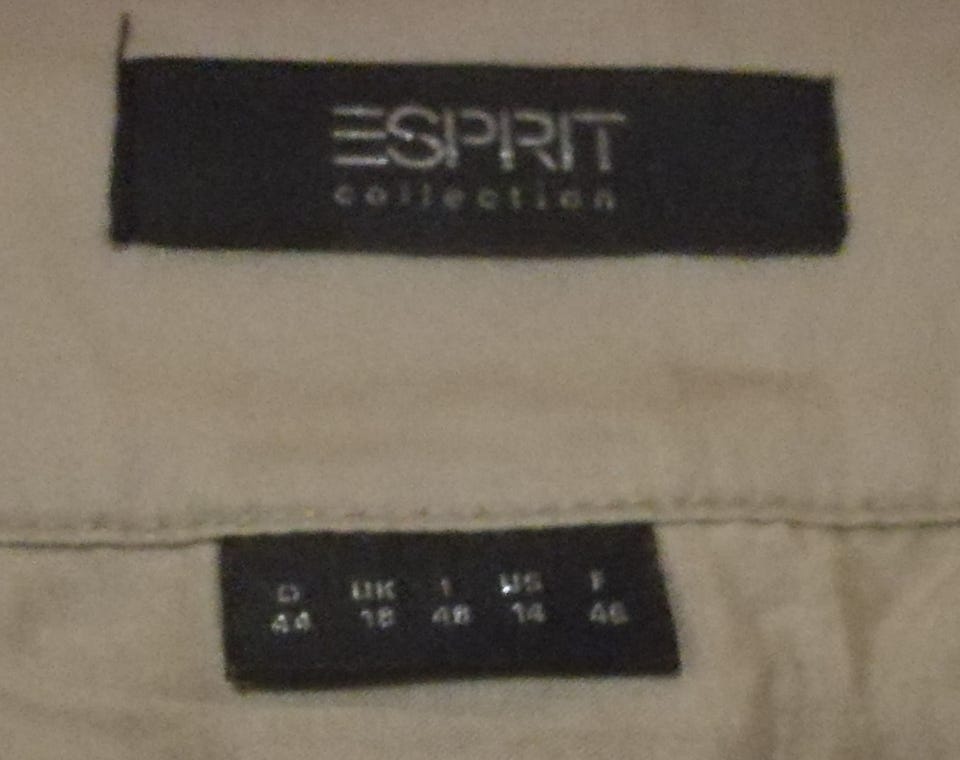 ESPRIT
collection
D UK I US F
44 18 48 14 46